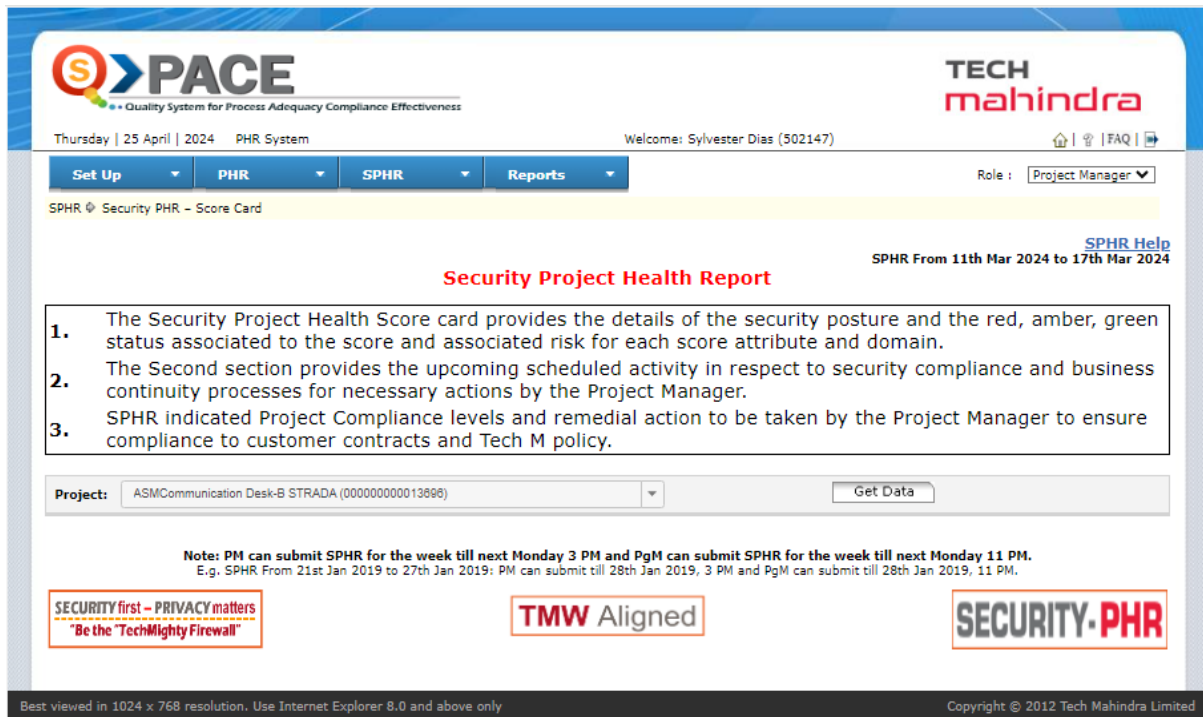 S PACE
Quality System for Process Adequacy Compliance Effectiveness
TECH
mahindra
Thursday | 25 April | 2024 PHR System Welcome: Sylvester Dias (502147) | | FAQ |
Set Up PHR SPHR Reports Role : Project Manager
SPHR Security PHR – Score Card
SPHR Help
SPHR From 11th Mar 2024 to 17th Mar 2024
Security Project Health Report
1. The Security Project Health Score card provides the details of the security posture and the red, amber, green
status associated to the score and associated risk for each score attribute and domain.
2. The Second section provides the upcoming scheduled activity in respect to security compliance and business
continuity processes for necessary actions by the Project Manager.
3. SPHR indicated Project Compliance levels and remedial action to be taken by the Project Manager to ensure
compliance to customer contracts and Tech M policy.
Project: ASMCommunication Desk-B STRADA (000000000013696) Get Data
Note: PM can submit SPHR for the week till next Monday 3 PM and PgM can submit SPHR for the week till next Monday 11 PM.
E.g. SPHR From 21st Jan 2019 to 27th Jan 2019: PM can submit till 28th Jan 2019, 3 PM and PgM can submit till 28th Jan 2019, 11 PM.
SECURITY first – PRIVACY matters
"Be the "TechMighty Firewall"
TMW Aligned
SECURITY-PHR
Best viewed in 1024 x 768 resolution. Use Internet Explorer 8.0 and above only Copyright © 2012 Tech Mahindra Limited